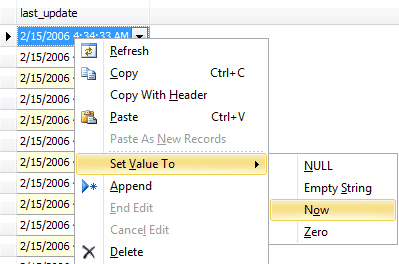 last_update
2/15/2006 4:34:33 AM
2/15/2006
Refresh
2/15/2006
Copy Ctrl+C
2/15/2006
Copy With Header
2/15/2006
Paste Ctrl+V
2/15/2006
Paste As New Records
2/15/2006
Set Value To
NULL
2/15/2006
Append
Empty String
2/15/2006
End Edit
Now
2/15/2006
Cancel Edit
Zero
2/15/2006
Delete